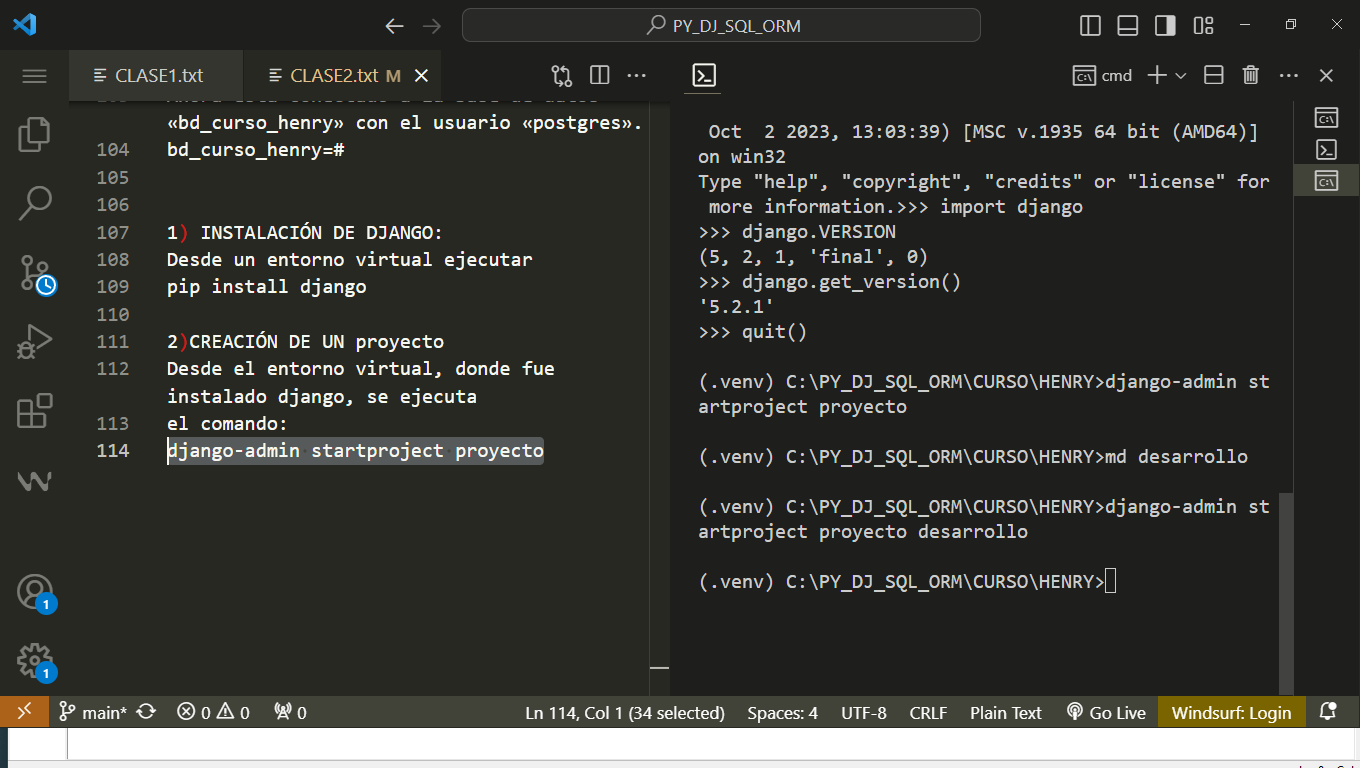 PY_DJ_SQL_ORM
CLASE1.txt
CLASE2.txt M
cmd
«bd_curso_henry» con el usuario «postgres».
104 bd_curso_henry=#
105
106
107 1) INSTALACIÓN DE DJANGO:
108 Desde un entorno virtual ejecutar
109 pip install django
110
111 2)CREACIÓN DE UN proyecto
112 Desde el entorno virtual, donde fue
instalado django, se ejecuta
113 el comando:
114 django-admin startproject proyecto
Oct  2 2023, 13:03:39) [MSC v.1935 64 bit (AMD64)]
on win32
Type "help", "copyright", "credits" or "license" for
more information.>>> import django
>>> django.VERSION
(5, 2, 1, 'final', 0)
>>> django.get_version()
'5.2.1'
>>> quit()
(.venv) C:\PY_DJ_SQL_ORM\CURSO\HENRY>django-admin st
artproject proyecto
(.venv) C:\PY_DJ_SQL_ORM\CURSO\HENRY>md desarrollo
(.venv) C:\PY_DJ_SQL_ORM\CURSO\HENRY>django-admin st
artproject proyecto desarrollo
(.venv) C:\PY_DJ_SQL_ORM\CURSO\HENRY>
1
1
main* 0 0 0 Ln 114, Col 1 (34 selected) Spaces: 4 UTF-8 CRLF Plain Text Go Live Windsurf: Login